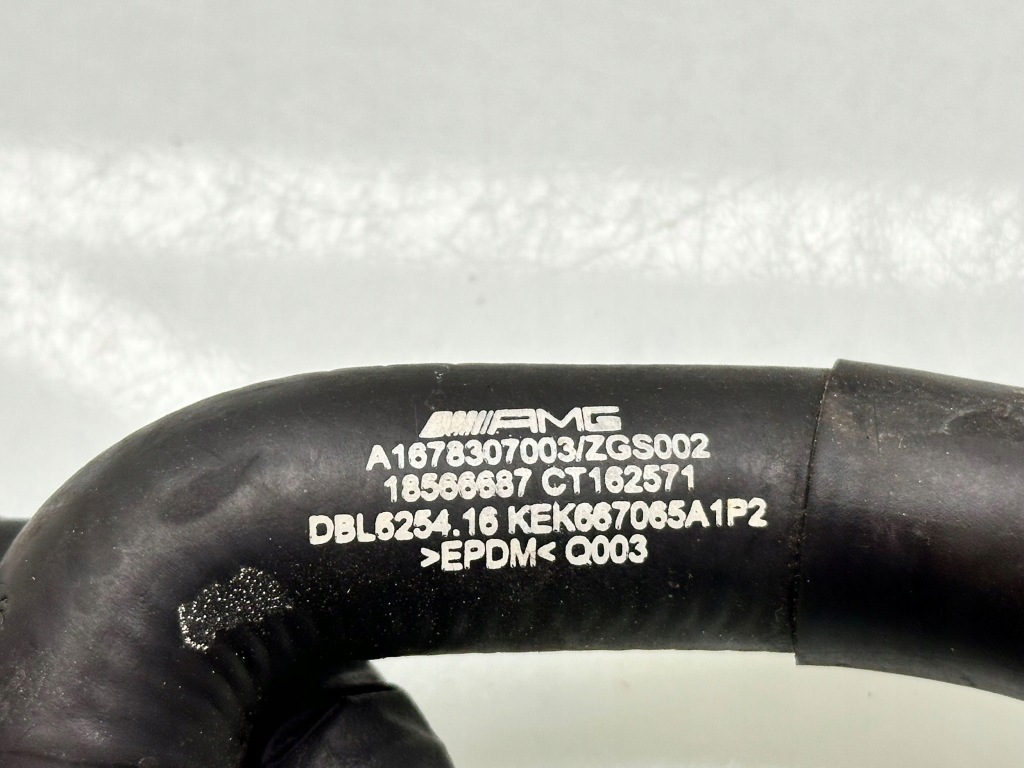 AMG
A1678307003/ZGS002
18566687 CT162571
DBL6254.16 KEK667065A1P2
>EPDM< Q003